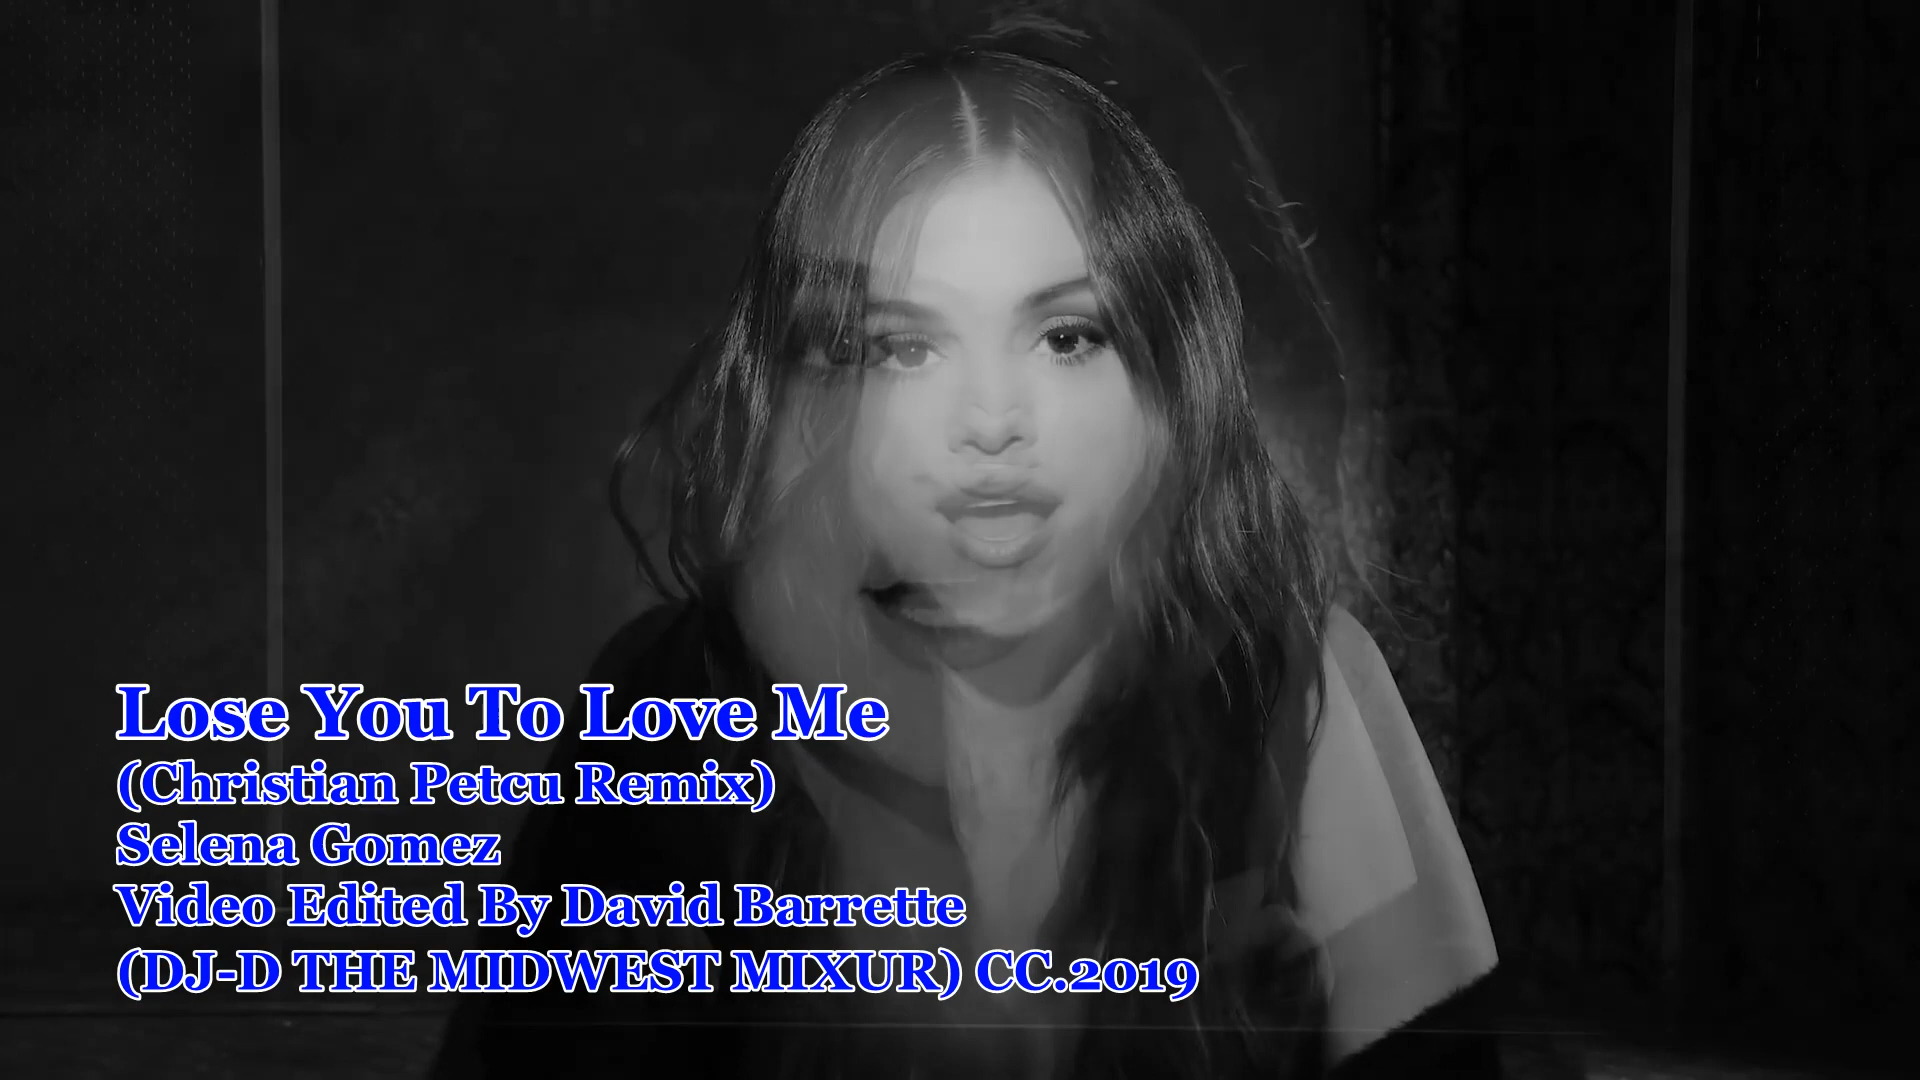 Lose You To Love Me
(Christian Petcu Remix)
Selena Gomez
Video Edited By David Barrette
(DJ-D THE MIDWEST MIXUR) CC.2019